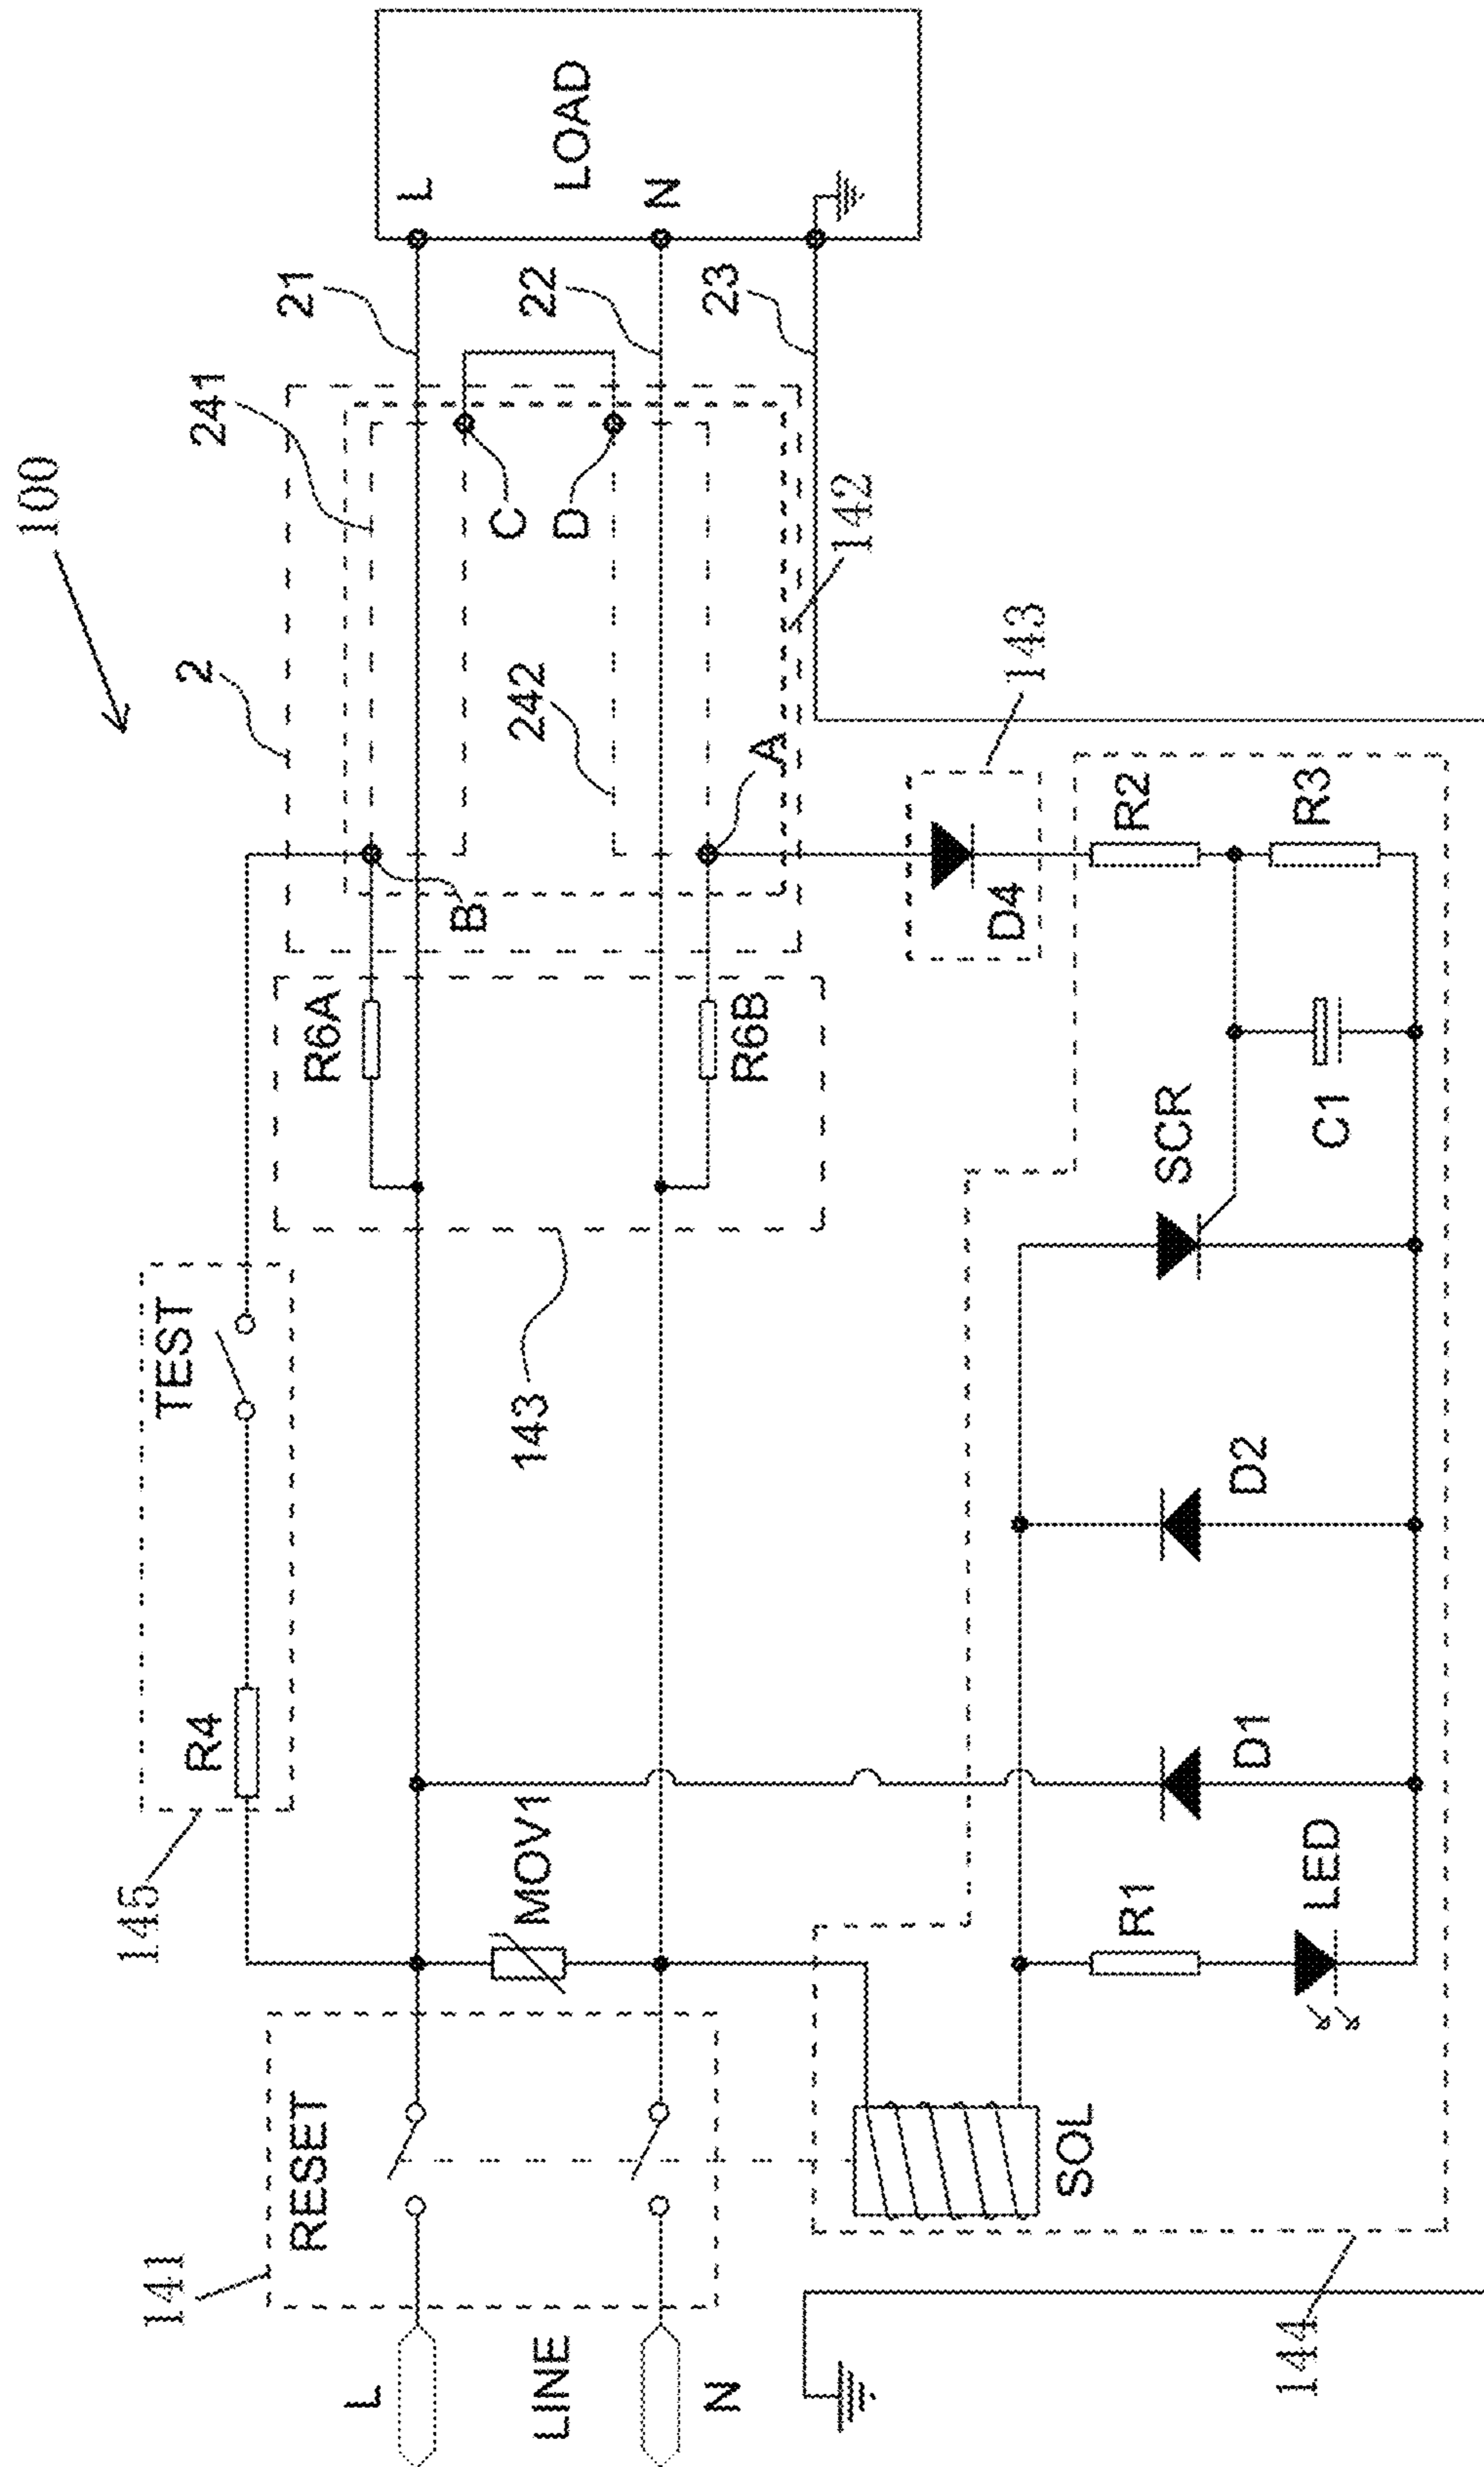 100
2
241
21
L
LOAD
22
N
23
C
D
242
142
143
A
B
R6A
R6B
D4
R2
R3
TEST
143
SCR
C1
145
R4
MOV1
D2
D1
R1
LED
141
RESET
SOL
144
L
LINE
N